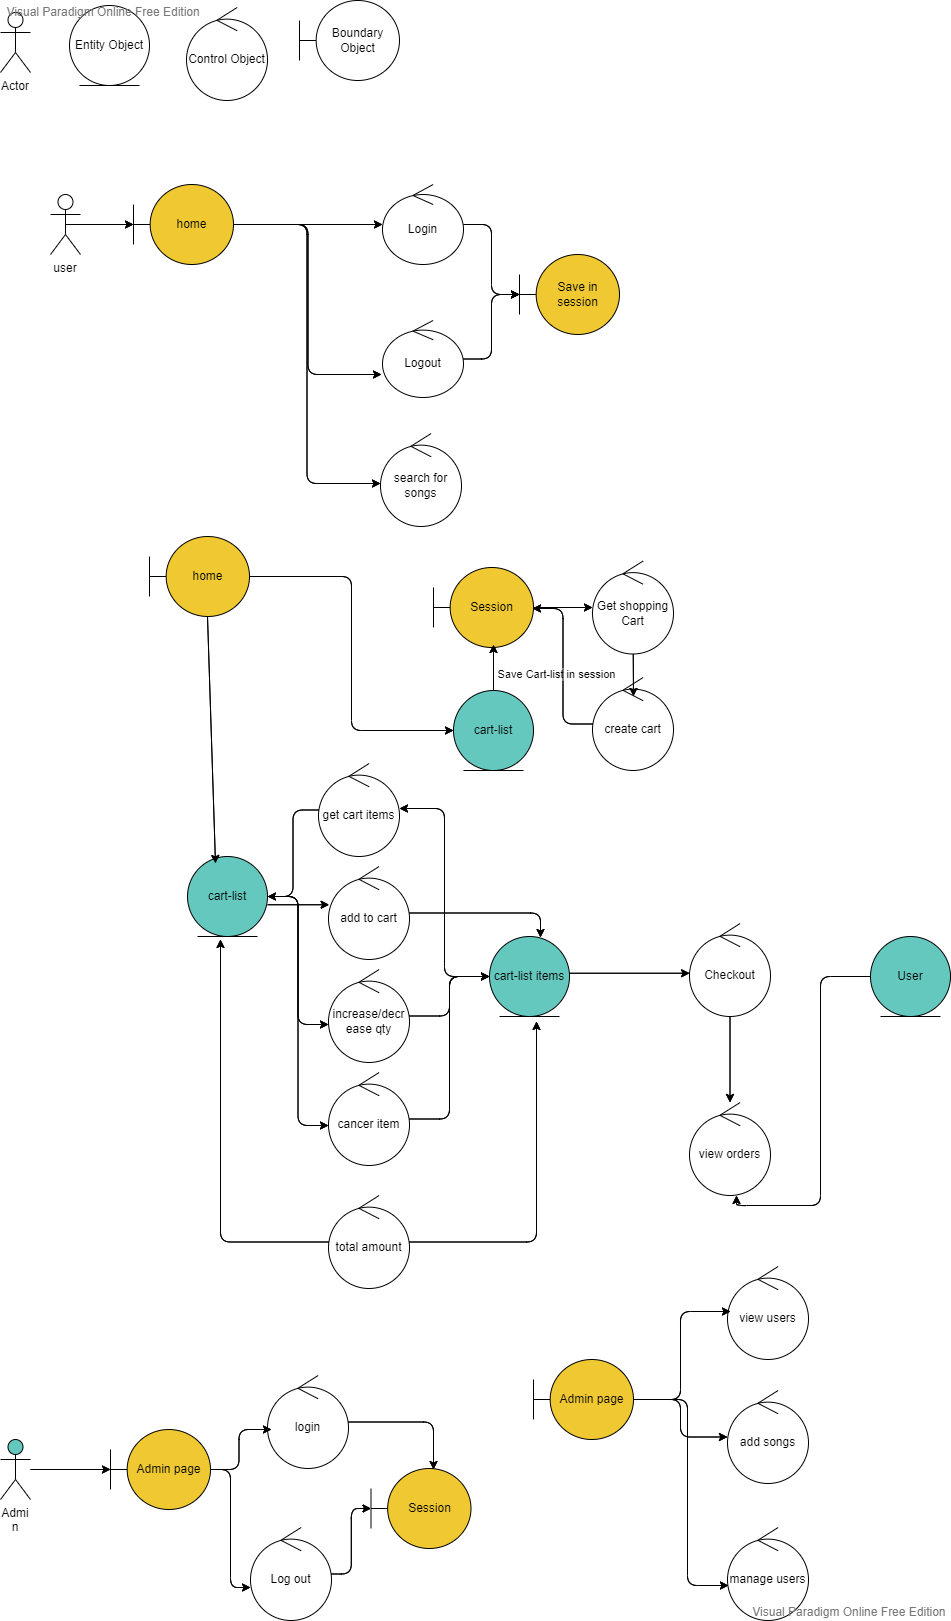 Visual Paradigm Online Free Edition
Actor
Entity Object
Control Object
Boundary
Object
user
home
Login
Save in
session
Logout
search for
songs
home
Session
Get shopping
Cart
Save Cart-list in session
cart-list
create cart
get cart items
cart-list
add to cart
cart-list items
Checkout
User
increase/decr
ease qty
cancer item
view orders
total amount
view users
Admin page
add songs
manage users
login
Admi
n
Admin page
Session
Log out
Visual Paradigm Online Free Edition